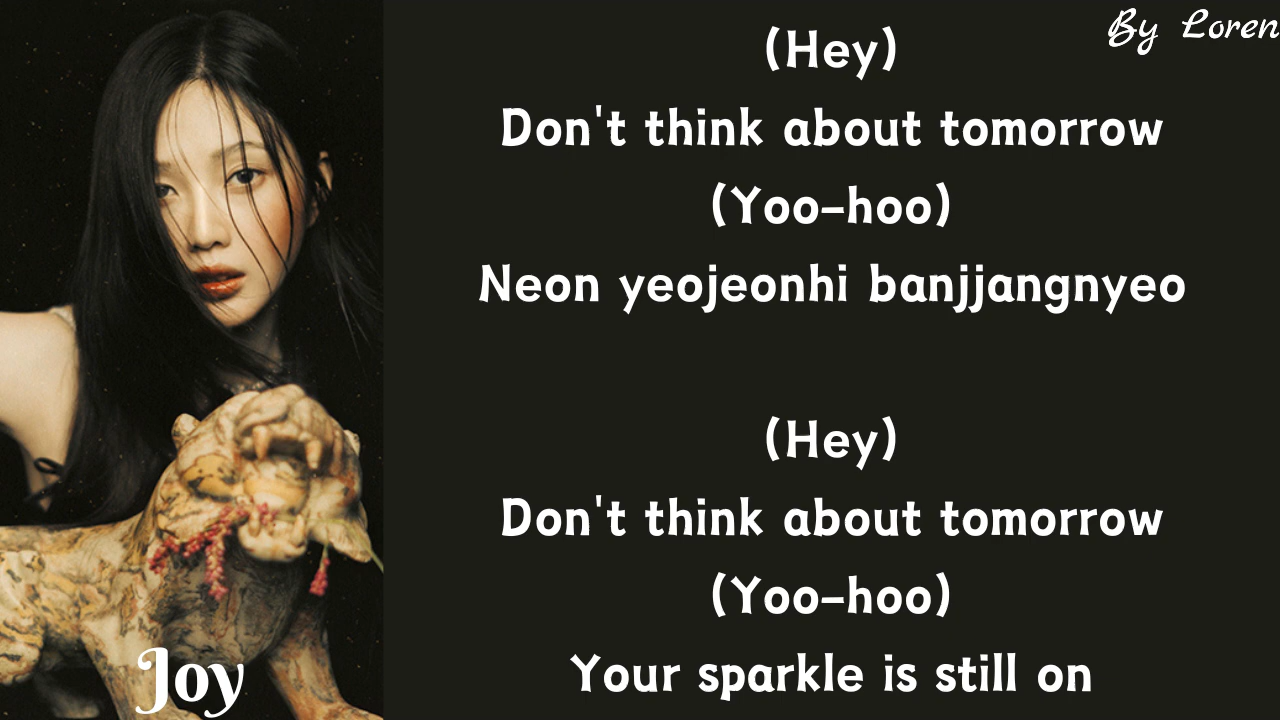 By Loren
(Hey)
Don't think about tomorrow
(Yoo-hoo)
Neon yeojeonhi banjjangnyeo
(Hey)
Don't think about tomorrow
(Yoo-hoo)
Your sparkle is still on
Joy